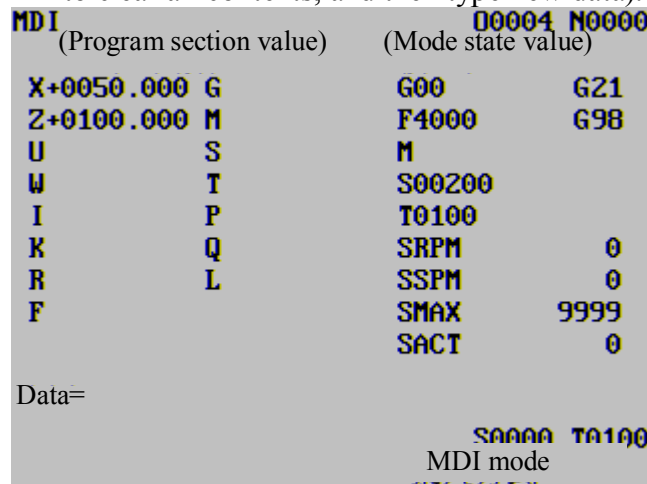 MDI O0004 N0000
(Program section value) (Mode state value)
X+0050.000 G G00 G21
Z+0100.000 M F4000 G98
U S M
W T S00200
I P T0100
K Q SRPM 0
R L SSPM 0
F SMAX 9999
SACT 0
Data=
S0000 T0100
MDI mode